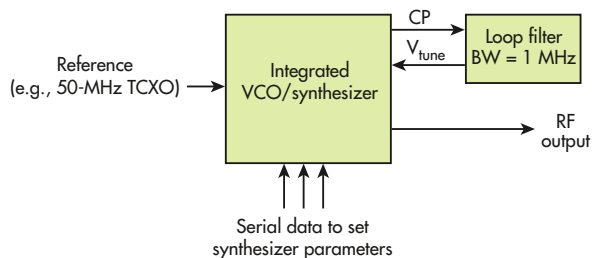 Reference
(e.g., 50-MHz TCXO)
Integrated
VCO/synthesizer
CP
V_tune
Loop filter
BW = 1 MHz
RF
output
Serial data to set
synthesizer parameters